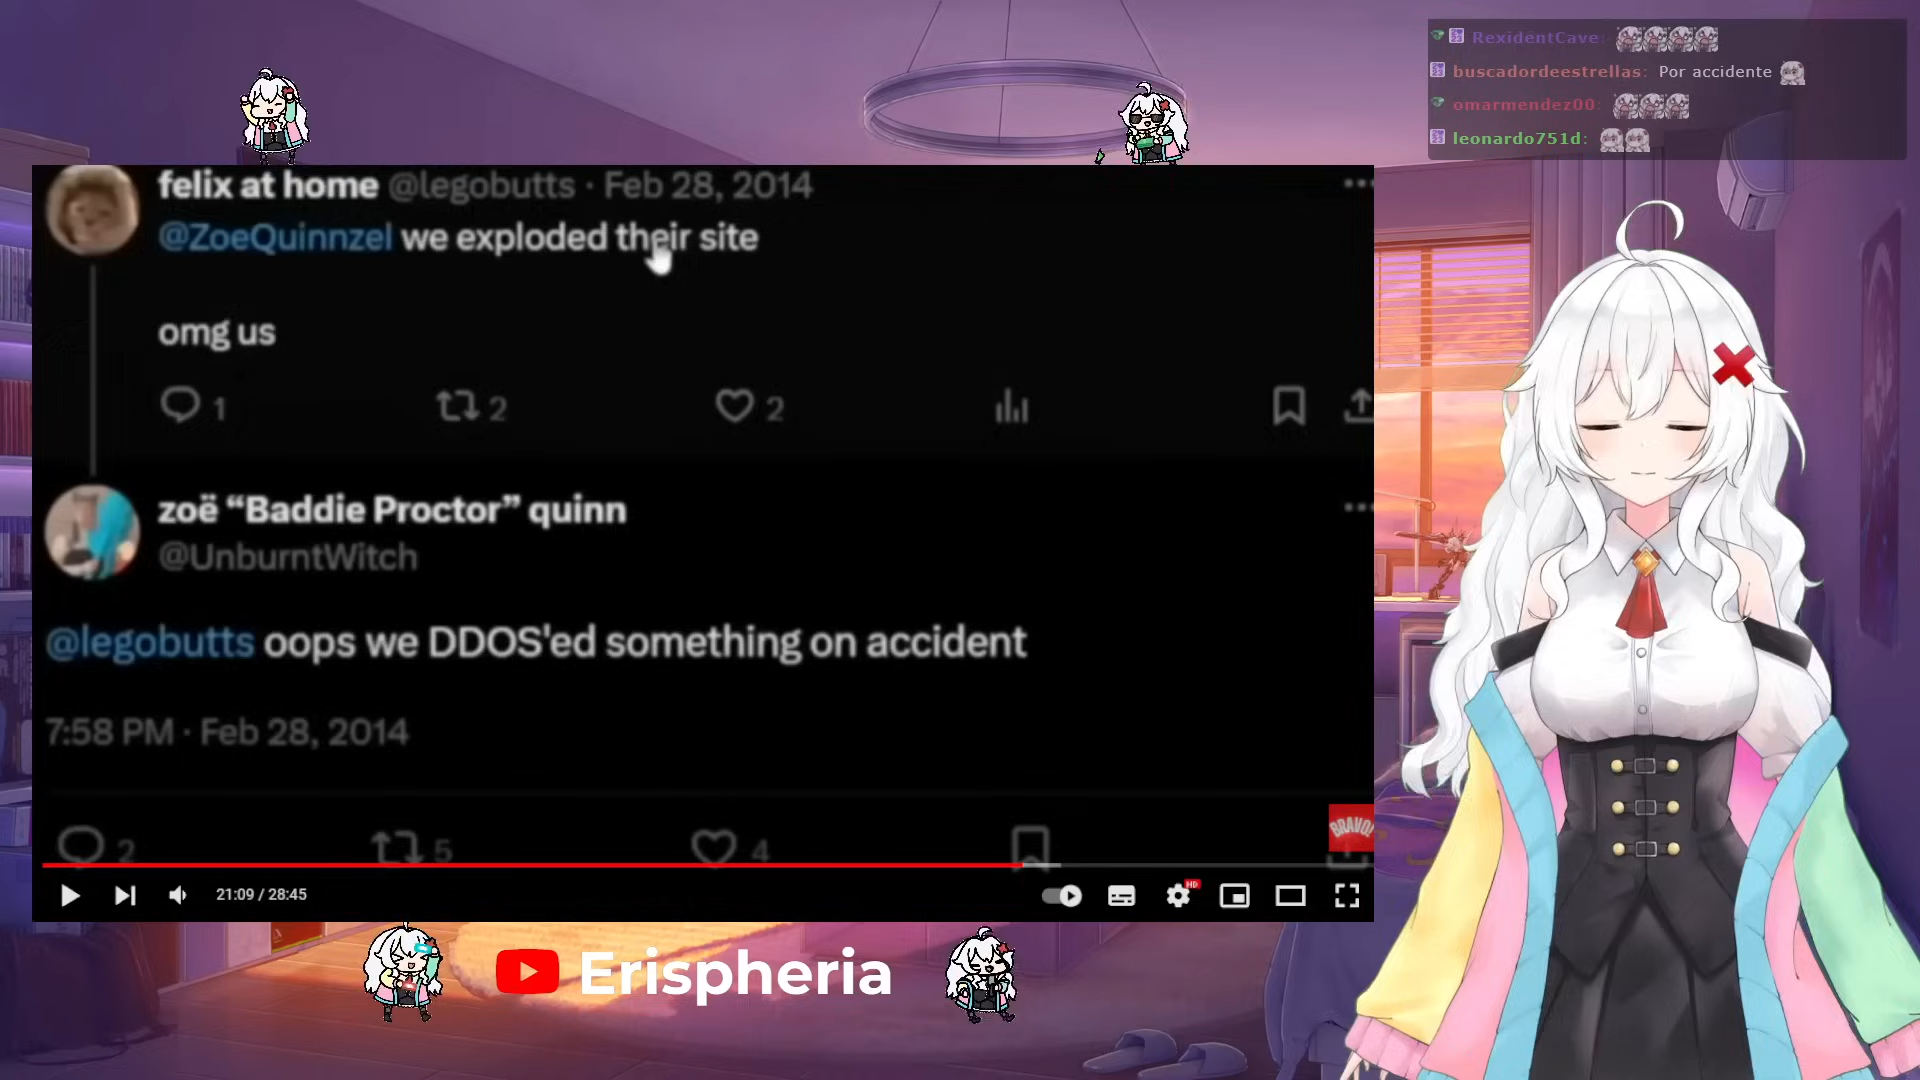 RexidentCave:
buscadordeestrellas: Por accidente
omarmendez00:
leonardo751d:
felix at home @legobutts · Feb 28, 2014
@ZoeQuinnzel we exploded their site
omg us
1 2 2
zoë “Baddie Proctor” quinn
@UnburntWitch
@legobutts oops we DDOS'ed something on accident
7:58 PM · Feb 28, 2014
BRAVO!
2 5 4
21:09 / 28:45
HD
Erispheria